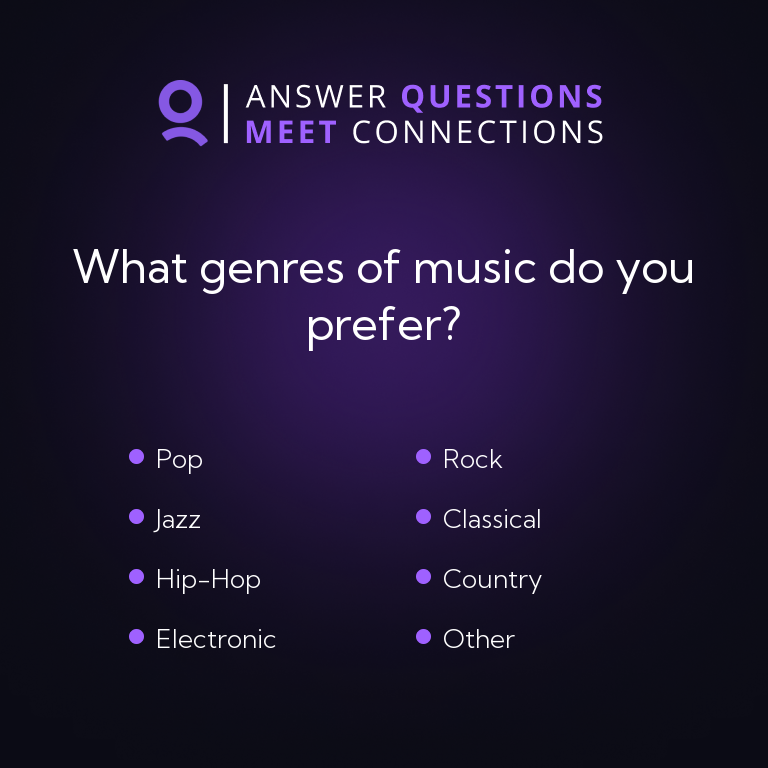 ANSWER QUESTIONS
MEET CONNECTIONS
What genres of music do you
prefer?
Pop
Rock
Jazz
Classical
Hip-Hop
Country
Electronic
Other